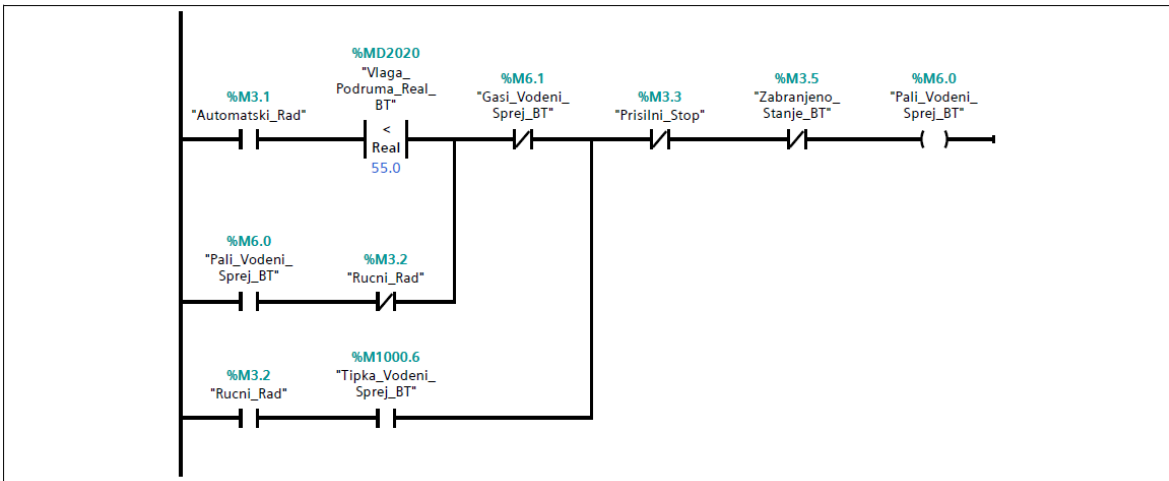 %MD2020
"Vlaga_
Podruma_Real_
BT"
<
Real
55.0
%M3.1
"Automatski_Rad"
%M6.1
"Gasi_Vodeni_
Sprej_BT"
%M3.3
"Prisilni_Stop"
%M3.5
"Zabranjeno_
Stanje_BT"
%M6.0
"Pali_Vodeni_
Sprej_BT"
%M6.0
"Pali_Vodeni_
Sprej_BT"
%M3.2
"Rucni_Rad"
%M3.2
"Rucni_Rad"
%M1000.6
"Tipka_Vodeni_
Sprej_BT"